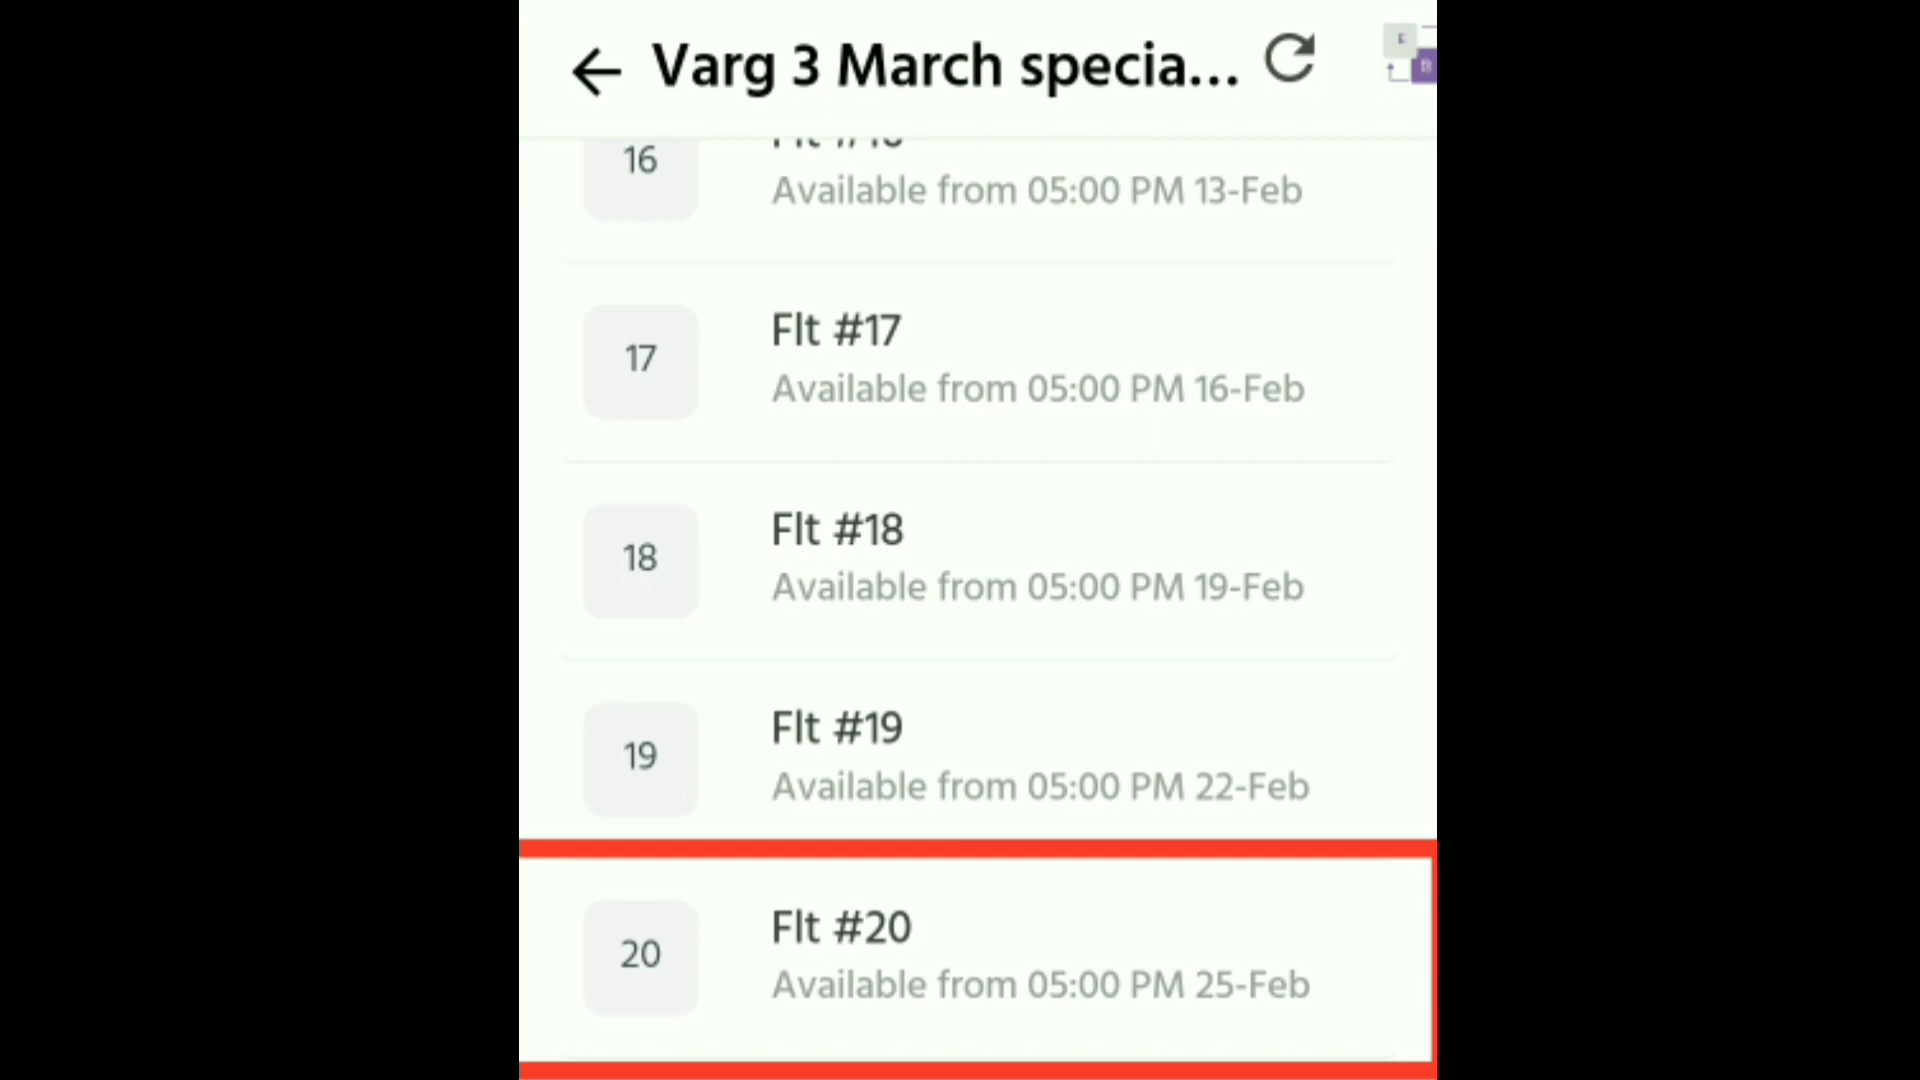 Varg 3 March specia...
16
Available from 05:00 PM 13-Feb
17
Flt #17
Available from 05:00 PM 16-Feb
18
Flt #18
Available from 05:00 PM 19-Feb
19
Flt #19
Available from 05:00 PM 22-Feb
20
Flt #20
Available from 05:00 PM 25-Feb